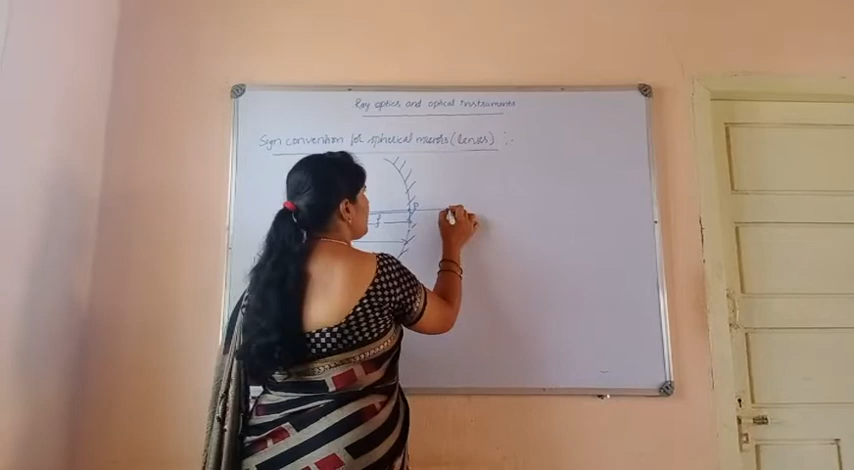 Ray optics and optical instruments
Sign convention for spherical mirrors (lenses) :
P
f